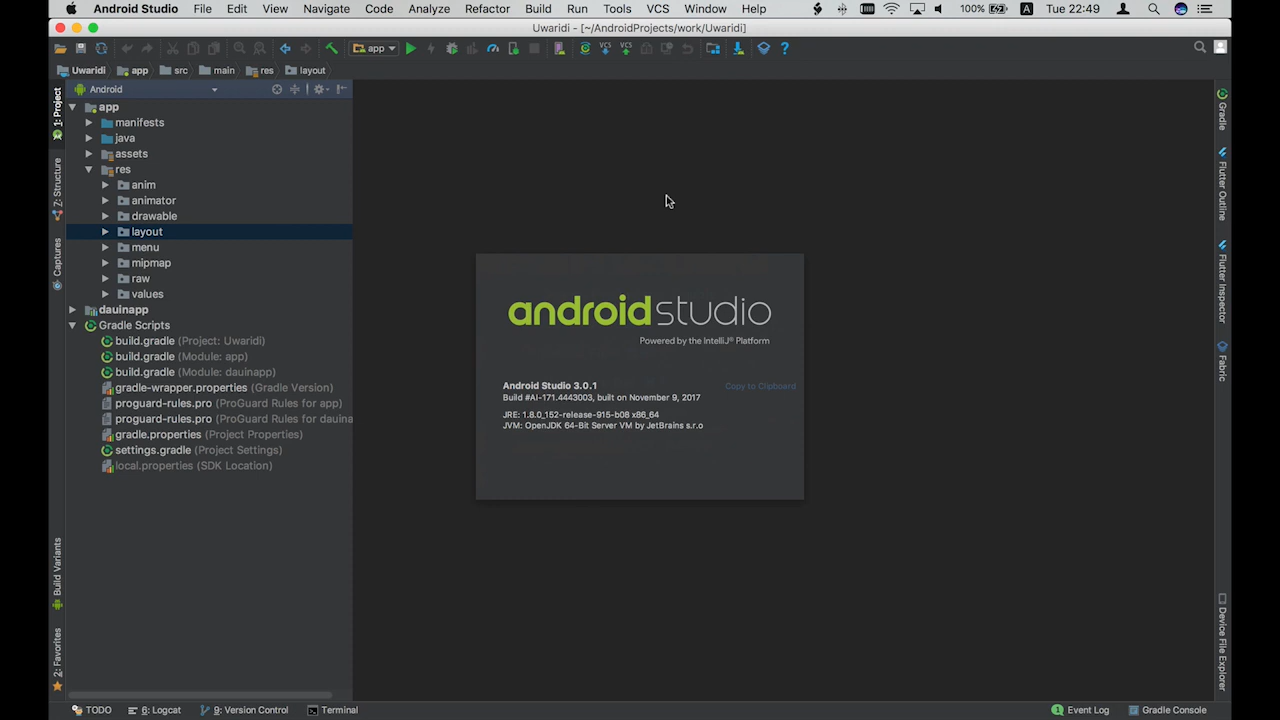 Android Studio File Edit View Navigate Code Analyze Refactor Build Run Tools VCS Window Help 100% A Tue 22:49
Uwaridi - [~/AndroidProjects/work/Uwaridi]
app VCS VCS ?
Uwaridi app src main res layout
Android
app
manifests
java
assets
res
anim
animator
drawable
layout
menu
mipmap
raw
values
dauinapp
Gradle Scripts
build.gradle (Project: Uwaridi)
build.gradle (Module: app)
build.gradle (Module: dauinapp)
gradle-wrapper.properties (Gradle Version)
proguard-rules.pro (ProGuard Rules for app)
proguard-rules.pro (ProGuard Rules for dauina
gradle.properties (Project Properties)
settings.gradle (Project Settings)
local.properties (SDK Location)
1: Project
7: Structure
Captures
Build Variants
2: Favorites
androidstudio
Powered by the IntelliJ® Platform
Android Studio 3.0.1
Copy to Clipboard
Build #AI-171.4443003, built on November 9, 2017
JRE: 1.8.0_152-release-915-b08 x86_64
JVM: OpenJDK 64-Bit Server VM by JetBrains s.r.o
Gradle
Flutter Outline
Flutter Inspector
Fabric
Device File Explorer
TODO 6: Logcat 9: Version Control Terminal 1 Event Log Gradle Console